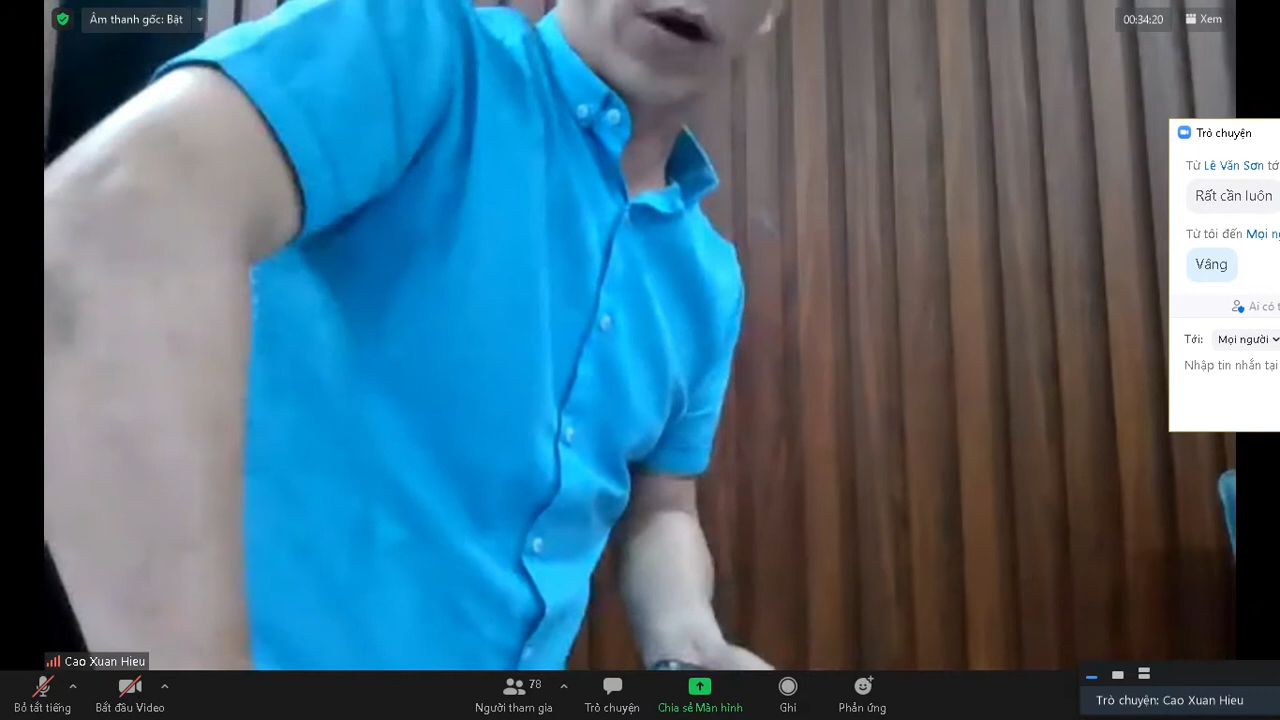 Âm thanh gốc: Bật
00:34:20
Xem
Trò chuyện
Từ Lê Văn Sơn tớ
Rất cần luôn
Từ tôi đến Mọi n
Vâng
Ai có t
Tới: Mọi người
Nhập tin nhắn tại
Cao Xuan Hieu
Bỏ tắt tiếng
Bắt đầu Video
78
Người tham gia
Trò chuyện
Chia sẻ Màn hình
Ghi
Phản ứng
Trò chuyện: Cao Xuan Hieu